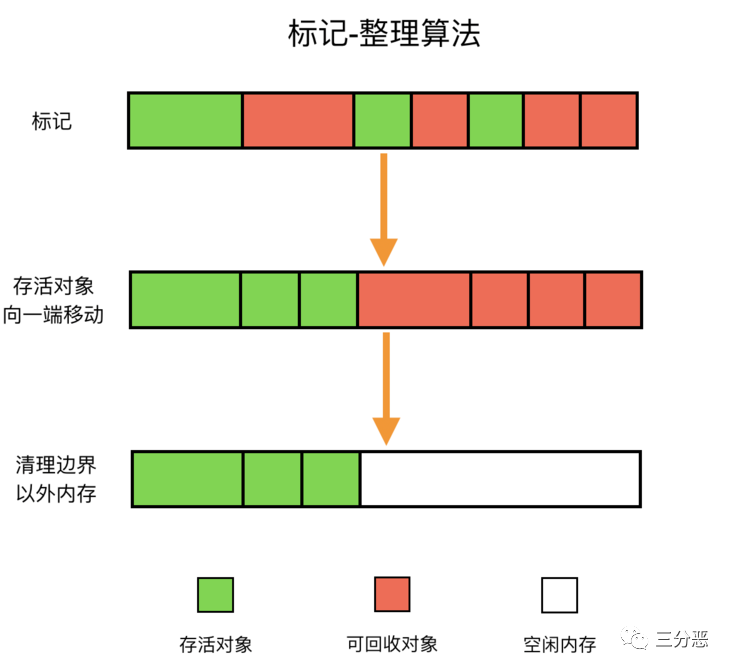 标记-整理算法
标记
存活对象
向一端移动
清理边界
以外内存
存活对象
可回收对象
空闲内存
三分恶